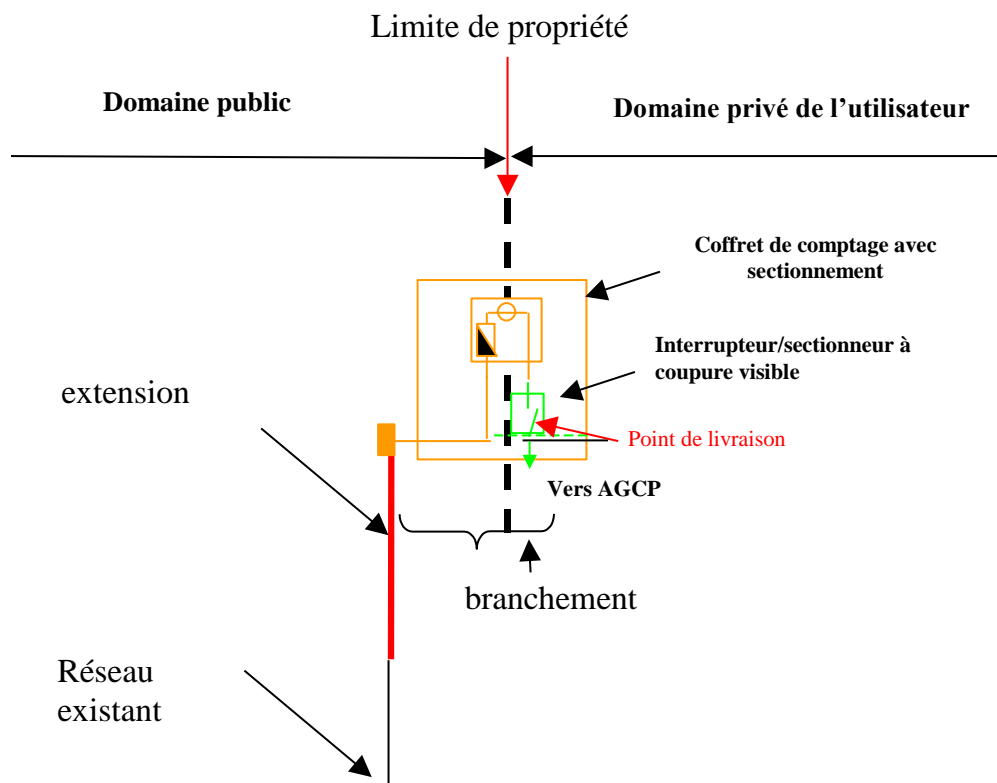 Limite de propriété
Domaine public
Domaine privé de l’utilisateur
Coffret de comptage avec
sectionnement
Interrupteur/sectionneur à
coupure visible
extension
Point de livraison
Vers AGCP
branchement
Réseau
existant